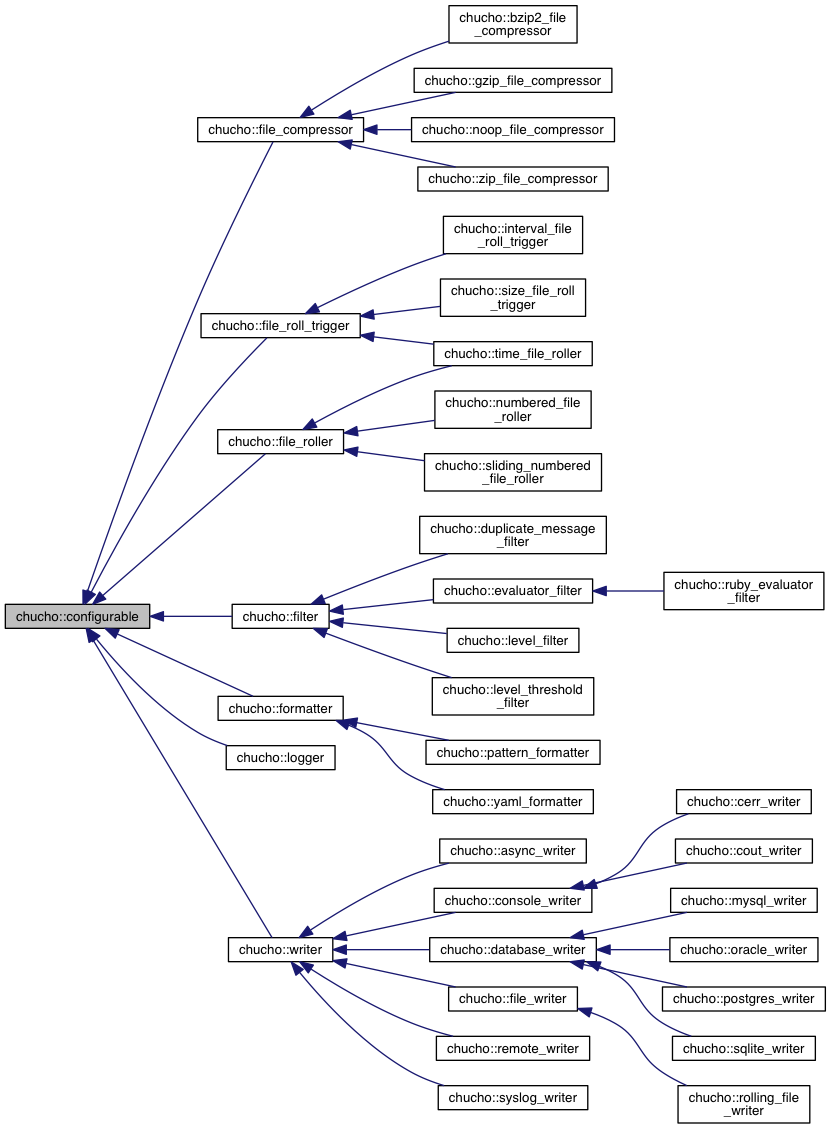 chucho::bzip2_file
_compressor
chucho::gzip_file_compressor
chucho::file_compressor
chucho::noop_file_compressor
chucho::zip_file_compressor
chucho::interval_file
_roll_trigger
chucho::size_file_roll
_trigger
chucho::file_roll_trigger
chucho::time_file_roller
chucho::numbered_file
_roller
chucho::file_roller
chucho::sliding_numbered
_file_roller
chucho::duplicate_message
_filter
chucho::evaluator_filter
chucho::ruby_evaluator
_filter
chucho::configurable
chucho::filter
chucho::level_filter
chucho::level_threshold
_filter
chucho::formatter
chucho::pattern_formatter
chucho::logger
chucho::yaml_formatter
chucho::cerr_writer
chucho::async_writer
chucho::cout_writer
chucho::console_writer
chucho::mysql_writer
chucho::writer
chucho::database_writer
chucho::oracle_writer
chucho::file_writer
chucho::postgres_writer
chucho::remote_writer
chucho::sqlite_writer
chucho::syslog_writer
chucho::rolling_file
_writer